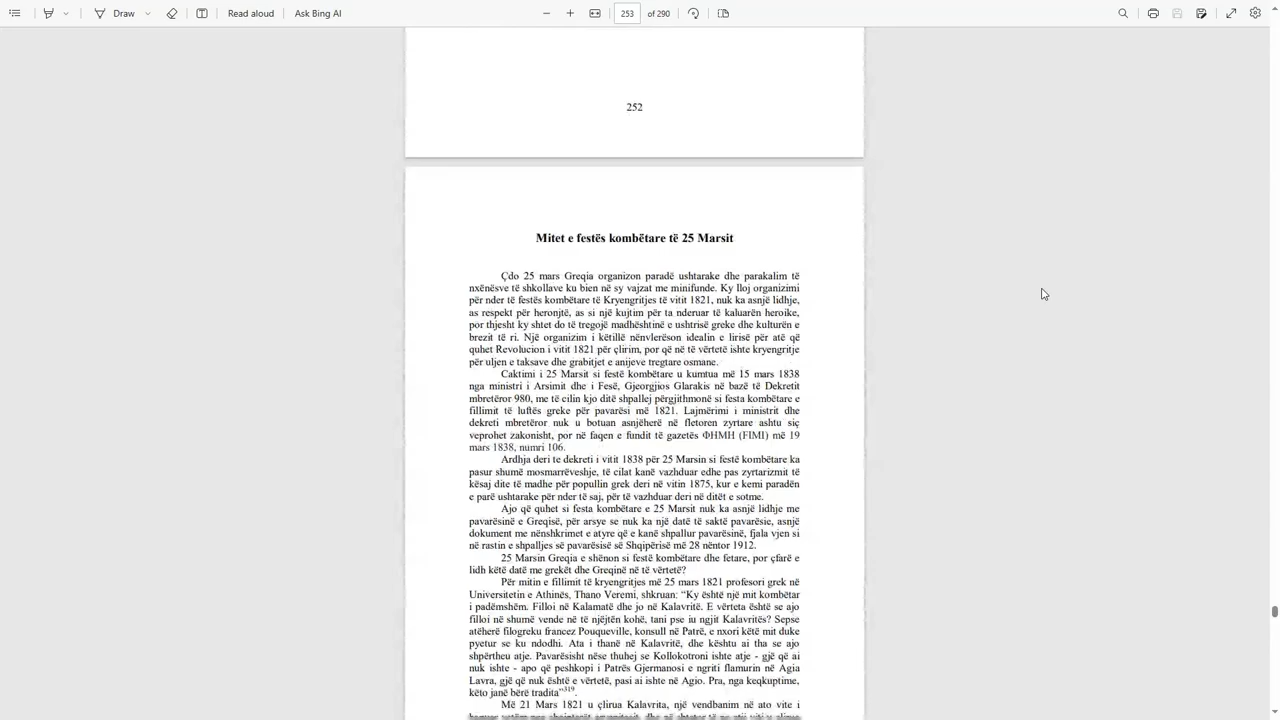 Draw
Read aloud
Ask Bing AI
253
of 290
252
Mitet e festës kombëtare të 25 Marsit
Çdo 25 mars Greqia organizon paradë ushtarake dhe parakalim të
nxënësve të shkollave ku bien në sy vajzat me minifunde. Ky lloj organizimi
për nder të festës kombëtare të Kryengritjes të vitit 1821, nuk ka asnjë lidhje,
as respekt për heronjtë, as si një kujtim për ta nderuar të kaluarën heroike,
por thjesht ky shtet do të tregojë madhështinë e ushtrisë greke dhe kulturën e
brezit të ri. Një organizim i këtillë nënvlerëson idealin e lirisë për atë që
quhet Revolucion i vitit 1821 për çlirim, por që në të vërtetë ishte kryengritje
për uljen e taksave dhe grabitjet e anijeve tregtare osmane.
Caktimi i 25 Marsit si festë kombëtare u kumtua më 15 mars 1838
nga ministri i Arsimit dhe i Fesë, Gjeorgjios Glarakis në bazë të Dekretit
mbretëror 980, me të cilin kjo ditë shpallej përgjithmonë si festa kombëtare e
fillimit të luftës greke për pavarësi më 1821. Lajmërimi i ministrit dhe
dekreti mbretëror nuk u botuan asnjëherë në fletoren zyrtare ashtu siç
veprohet zakonisht, por në faqen e fundit të gazetës ΦΗΜΗ (FIMI) më 19
mars 1838, numri 106.
Ardhja deri te dekreti i vitit 1838 për 25 Marsin si festë kombëtare ka
pasur shumë mosmarrëveshje, të cilat kanë vazhduar edhe pas zyrtarizmit të
kësaj dite të madhe për popullin grek deri në vitin 1875, kur e kemi paradën
e parë ushtarake për nder të saj, për të vazhduar deri në ditët e sotme.
Ajo që quhet si festa kombëtare e 25 Marsit nuk ka asnjë lidhje me
pavarësinë e Greqisë, për arsye se nuk ka një datë të saktë pavarësie, asnjë
dokument me nënshkrimet e atyre që e kanë shpallur pavarësinë, fjala vjen si
në rastin e shpalljes së pavarësisë së Shqipërisë më 28 nëntor 1912.
25 Marsin Greqia e shënon si festë kombëtare dhe fetare, por çfarë e
lidh këtë datë me grekët dhe Greqinë në të vërtetë?
Për mitin e fillimit të kryengritjes më 25 mars 1821 profesori grek në
Universitetin e Athinës, Thano Veremi, shkruan: “Ky është një mit kombëtar
i padëmshëm. Filloi në Kalamatë dhe jo në Kalavritë. E vërteta është se ajo
filloi në shumë vende në të njëjtën kohë, tani pse iu ngjit Kalavritës? Sepse
atëherë filogreku francez Pouqueville, konsull në Patrë, e nxori këtë mit duke
pyetur se ku ndodhi. Ata i thanë në Kalavritë, dhe kështu ai tha se ajo
shpërtheu atje. Pavarësisht nëse thuhej se Kollokotroni ishte atje - gjë që ai
nuk ishte - apo që peshkopi i Patrës Gjermanosi e ngriti flamurin në Agia
Lavra, gjë që nuk është e vërtetë, pasi ai ishte në Agio. Pra, nga keqkuptime,
këto janë bërë tradita”319.
Më 21 Mars 1821 u çlirua Kalavrita, një vendbanim në ato vite i